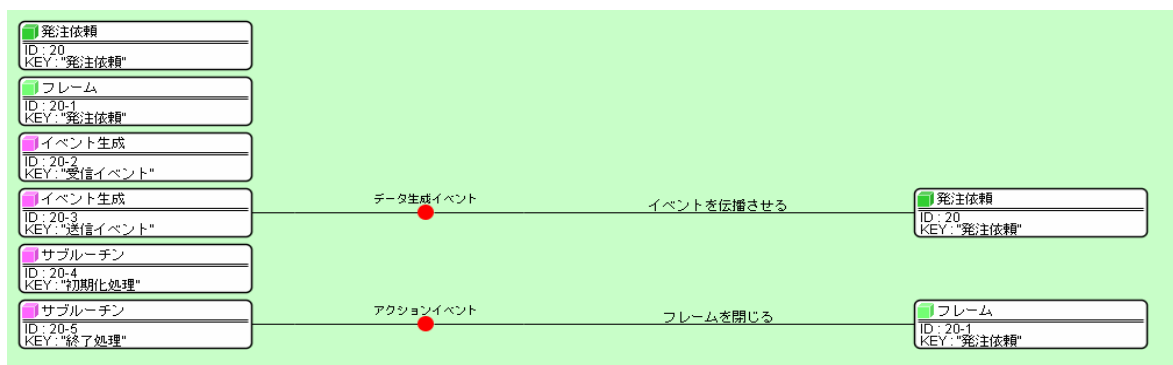 発注依頼
ID : 20
KEY : "発注依頼"
フレーム
ID : 20-1
KEY : "発注依頼"
イベント生成
ID : 20-2
KEY : "受信イベント"
イベント生成
ID : 20-3
KEY : "送信イベント"
データ生成イベント
イベントを伝播させる
発注依頼
ID : 20
KEY : "発注依頼"
サブルーチン
ID : 20-4
KEY : "初期化処理"
サブルーチン
ID : 20-5
KEY : "終了処理"
アクションイベント
フレームを閉じる
フレーム
ID : 20-1
KEY : "発注依頼"